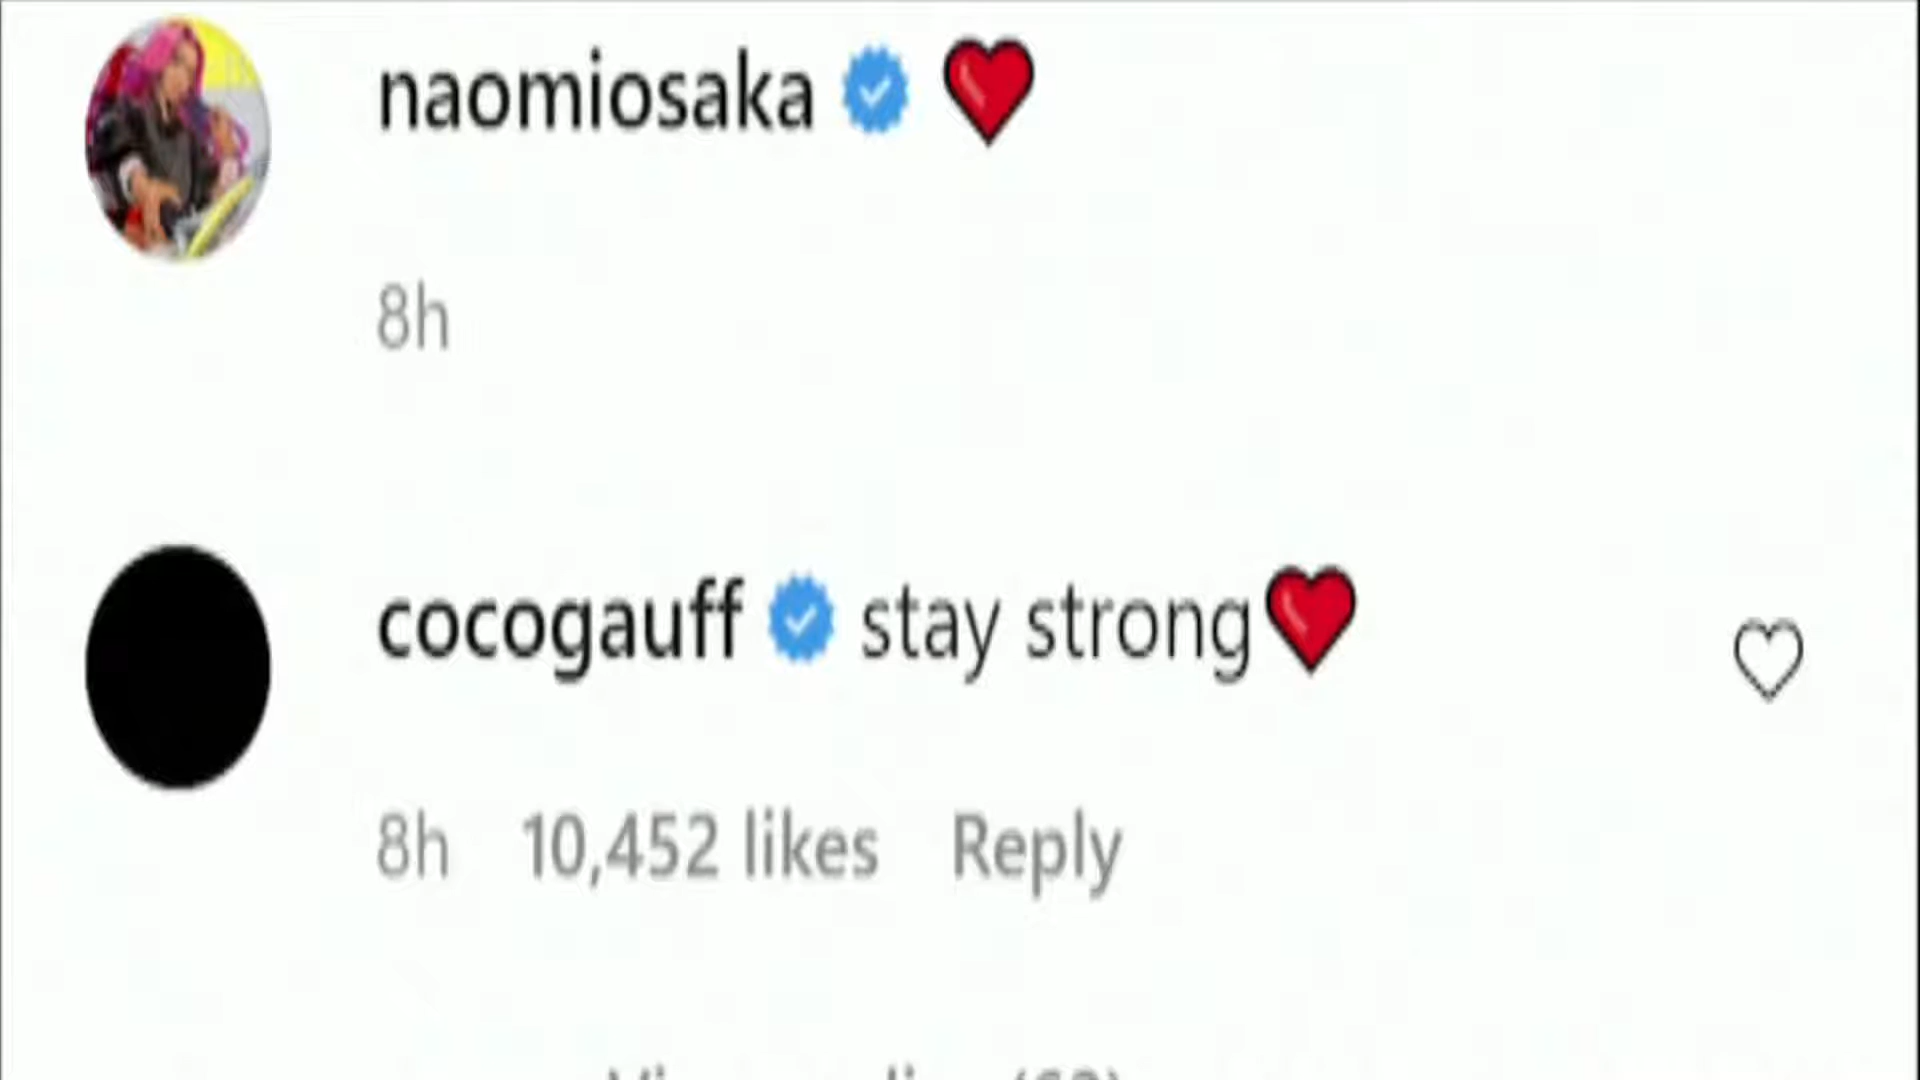 naomiosaka ❤️
8h
cocogauff stay strong❤️
8h 10,452 likes Reply